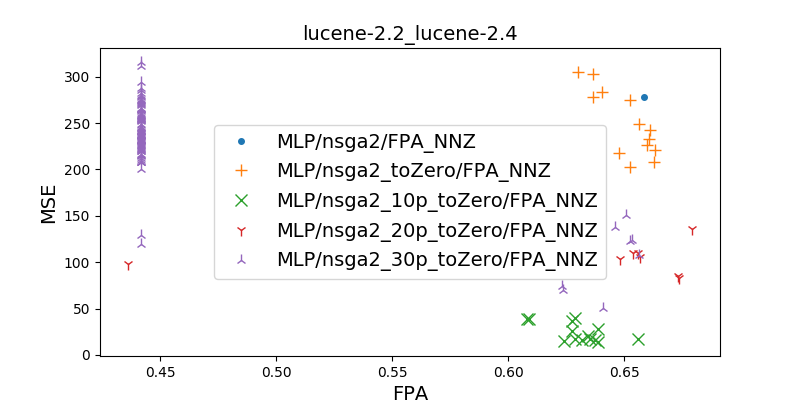 lucene-2.2_lucene-2.4
MSE
300
250
200
150
100
50
0
MLP/nsga2/FPA_NNZ
MLP/nsga2_toZero/FPA_NNZ
MLP/nsga2_10p_toZero/FPA_NNZ
MLP/nsga2_20p_toZero/FPA_NNZ
MLP/nsga2_30p_toZero/FPA_NNZ
0.45 0.50 0.55 0.60 0.65
FPA